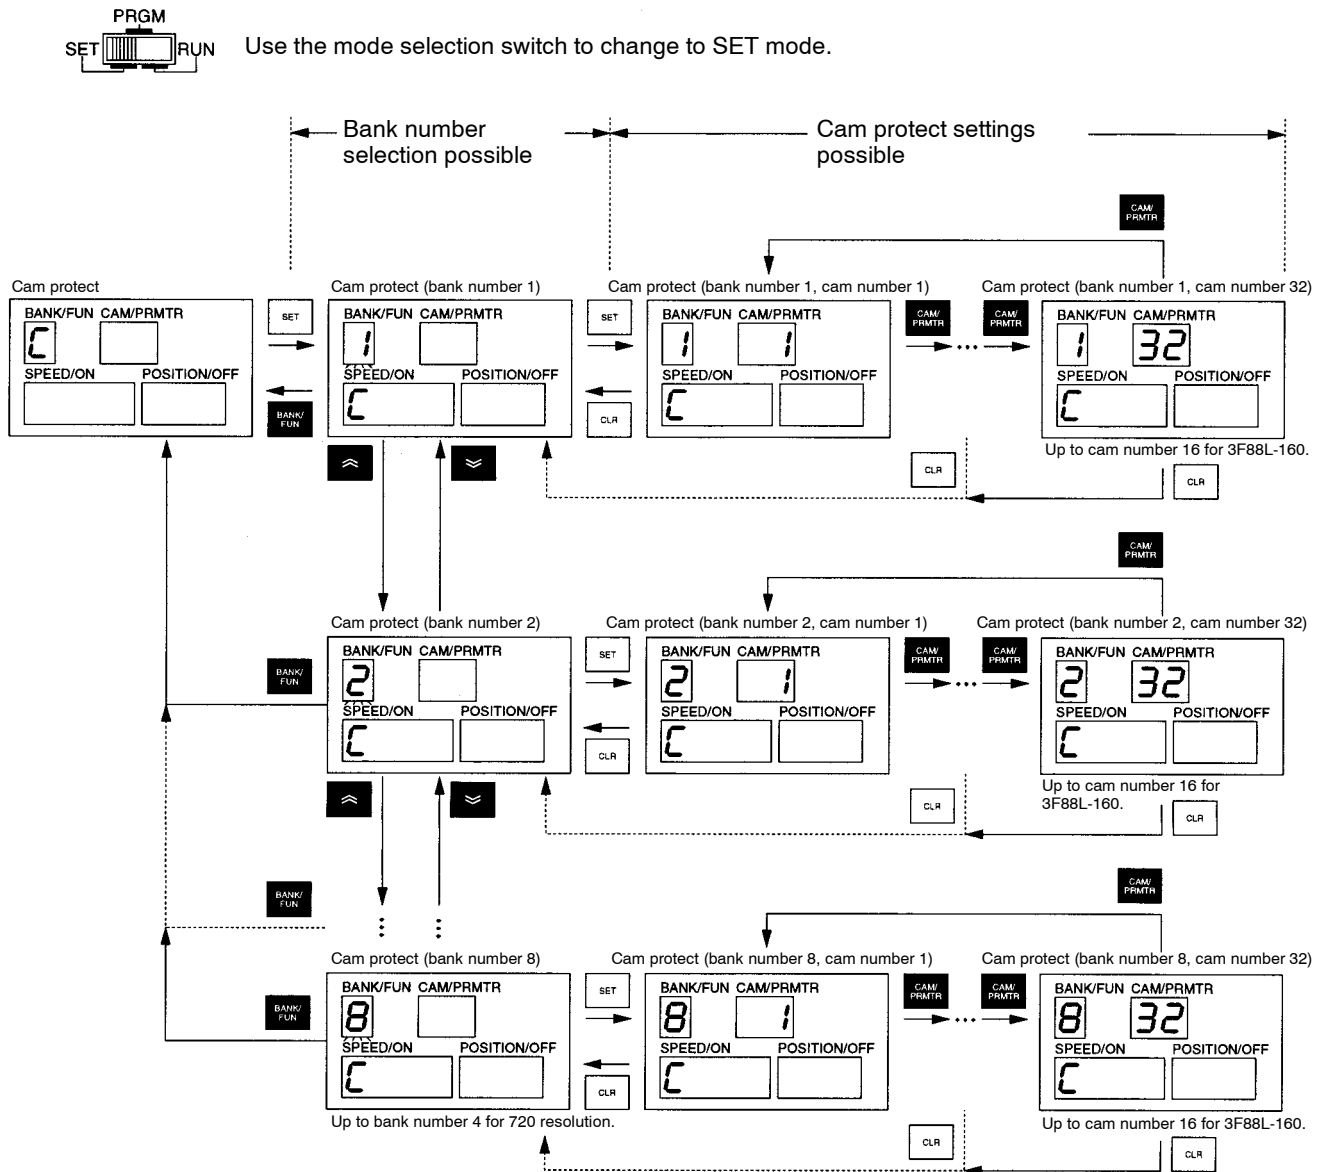 PRGM
SET RUN
Use the mode selection switch to change to SET mode.
Bank number
selection possible
Cam protect settings
possible
CAM/
PRMTR
Cam protect
Cam protect (bank number 1)
Cam protect (bank number 1, cam number 1)
Cam protect (bank number 1, cam number 32)
BANK/FUN CAM/PRMTR
C
SPEED/ON POSITION/OFF
SET
BANK/
FUN
BANK/FUN CAM/PRMTR
1
SPEED/ON POSITION/OFF
C
SET
CLR
BANK/FUN CAM/PRMTR
1 1
SPEED/ON POSITION/OFF
C
CAM/
PRMTR
...
CAM/
PRMTR
BANK/FUN CAM/PRMTR
1 32
SPEED/ON POSITION/OFF
C
Up to cam number 16 for 3F88L-160.
CLR
CLR
CAM/
PRMTR
Cam protect (bank number 2)
Cam protect (bank number 2, cam number 1)
Cam protect (bank number 2, cam number 32)
BANK/
FUN
BANK/FUN CAM/PRMTR
2
SPEED/ON POSITION/OFF
C
SET
CLR
BANK/FUN CAM/PRMTR
2 1
SPEED/ON POSITION/OFF
C
CAM/
PRMTR
...
CAM/
PRMTR
BANK/FUN CAM/PRMTR
2 32
SPEED/ON POSITION/OFF
C
Up to cam number 16 for
3F88L-160.
CLR
CLR
BANK/
FUN
CAM/
PRMTR
Cam protect (bank number 8)
Cam protect (bank number 8, cam number 1)
Cam protect (bank number 8, cam number 32)
BANK/
FUN
BANK/FUN CAM/PRMTR
8
SPEED/ON POSITION/OFF
C
Up to bank number 4 for 720 resolution.
SET
CLR
BANK/FUN CAM/PRMTR
8 1
SPEED/ON POSITION/OFF
C
CAM/
PRMTR
...
CAM/
PRMTR
BANK/FUN CAM/PRMTR
8 32
SPEED/ON POSITION/OFF
C
Up to cam number 16 for 3F88L-160.
CLR
CLR